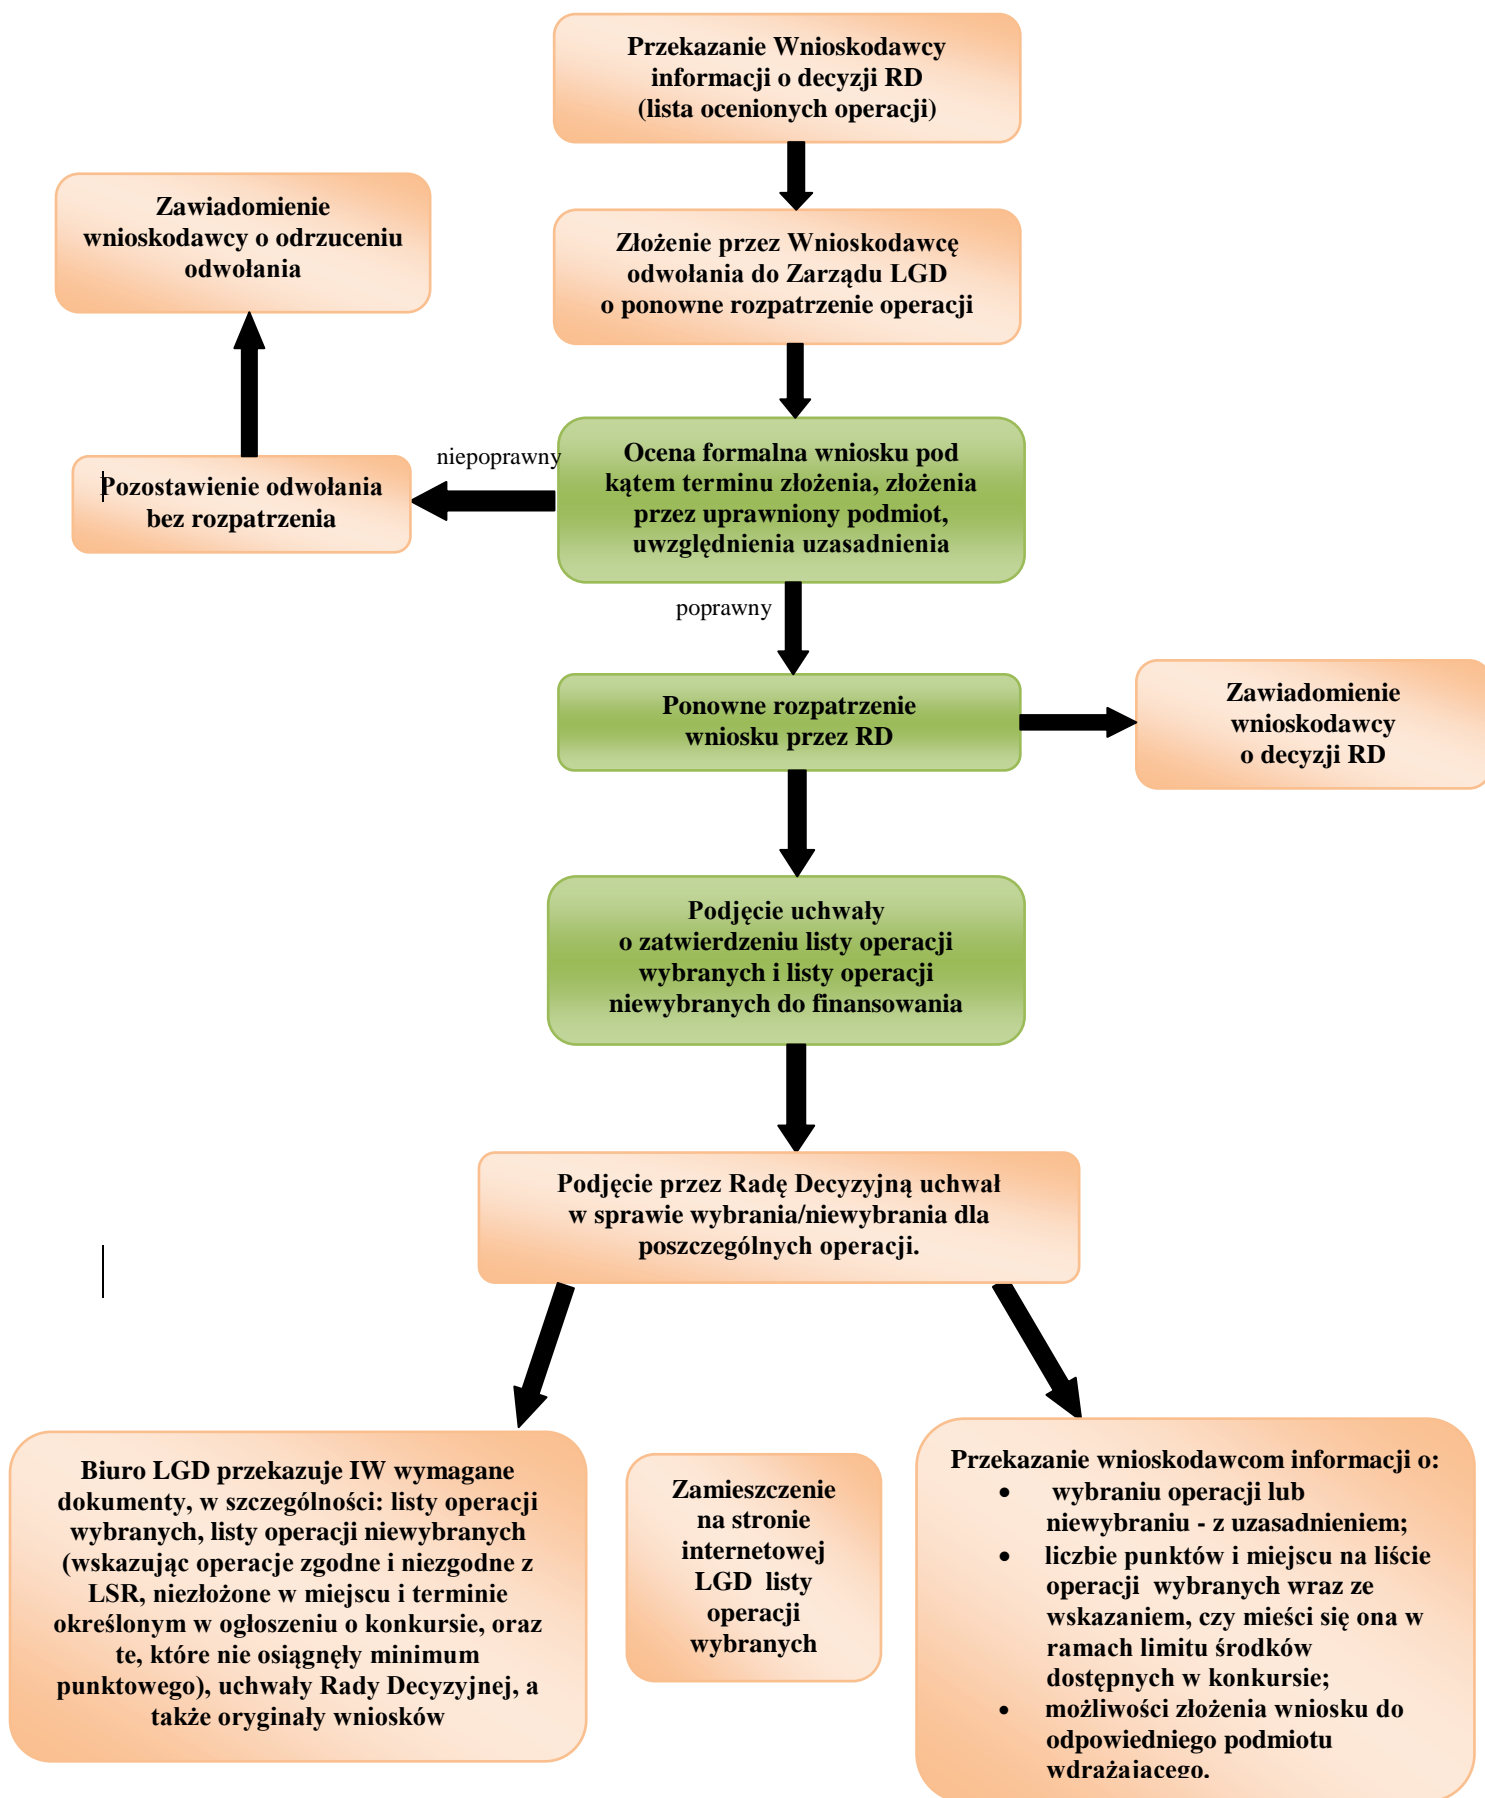 Przekazanie Wnioskodawcy
informacji o decyzji RD
(lista ocenionych operacji)
Zawiadomienie
wnioskodawcy o odrzuceniu
odwołania
Złożenie przez Wnioskodawcę
odwołania do Zarządu LGD
o ponowne rozpatrzenie operacji
niepoprawny
Ocena formalna wniosku pod
kątem terminu złożenia, złożenia
przez uprawniony podmiot,
uwzględnienia uzasadnienia
Pozostawienie odwołania
bez rozpatrzenia
poprawny
Ponowne rozpatrzenie
wniosku przez RD
Zawiadomienie
wnioskodawcy
o decyzji RD
Podjęcie uchwały
o zatwierdzeniu listy operacji
wybranych i listy operacji
niewybranych do finansowania
Podjęcie przez Radę Decyzyjną uchwał
w sprawie wybrania/niewybrania dla
poszczególnych operacji.
Biuro LGD przekazuje IW wymagane
dokumenty, w szczególności: listy operacji
wybranych, listy operacji niewybranych
(wskazując operacje zgodne i niezgodne z
LSR, niezłożone w miejscu i terminie
określonym w ogłoszeniu o konkursie, oraz
te, które nie osiągnęły minimum
punktowego), uchwały Rady Decyzyjnej, a
także oryginały wniosków
Zamieszczenie
na stronie
internetowej
LGD listy
operacji
wybranych
Przekazanie wnioskodawcom informacji o:
• wybraniu operacji lub
niewybraniu - z uzasadnieniem;
• liczbie punktów i miejscu na liście
operacji wybranych wraz ze
wskazaniem, czy mieści się ona w
ramach limitu środków
dostępnych w konkursie;
• możliwości złożenia wniosku do
odpowiedniego podmiotu
wdrażającego.